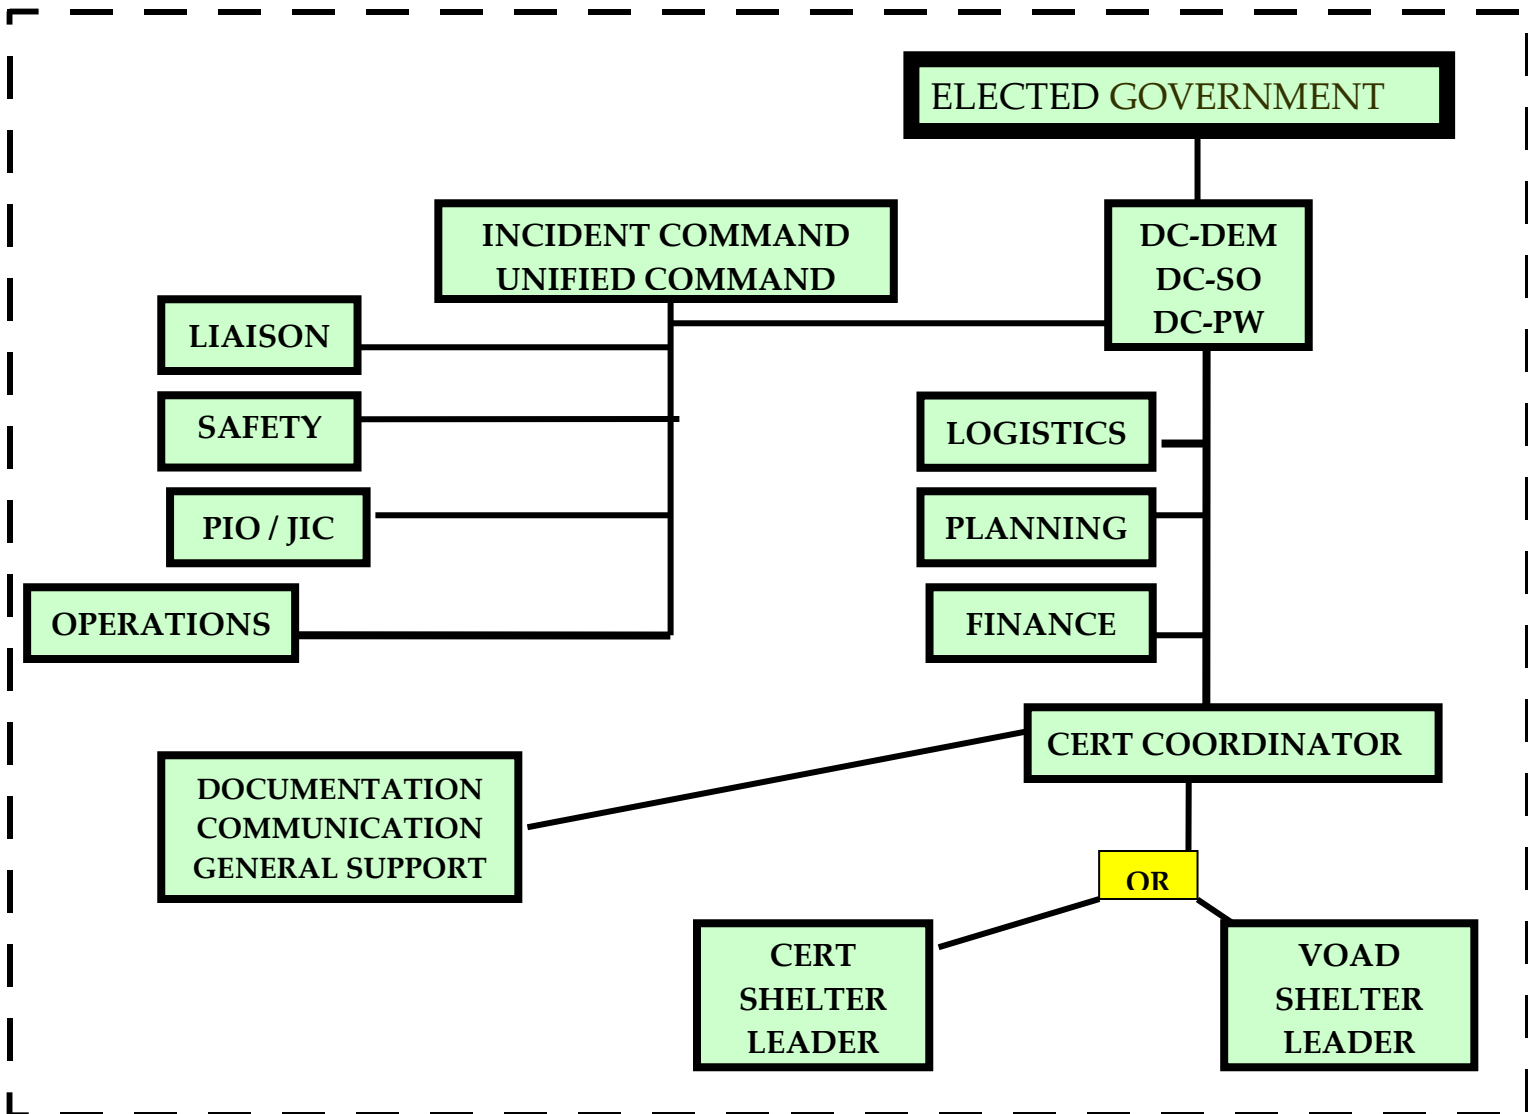 ELECTED GOVERNMENT
INCIDENT COMMAND
UNIFIED COMMAND
DC-DEM
DC-SO
DC-PW
LIAISON
SAFETY
LOGISTICS
PIO / JIC
PLANNING
OPERATIONS
FINANCE
CERT COORDINATOR
DOCUMENTATION
COMMUNICATION
GENERAL SUPPORT
OR
CERT
SHELTER
LEADER
VOAD
SHELTER
LEADER